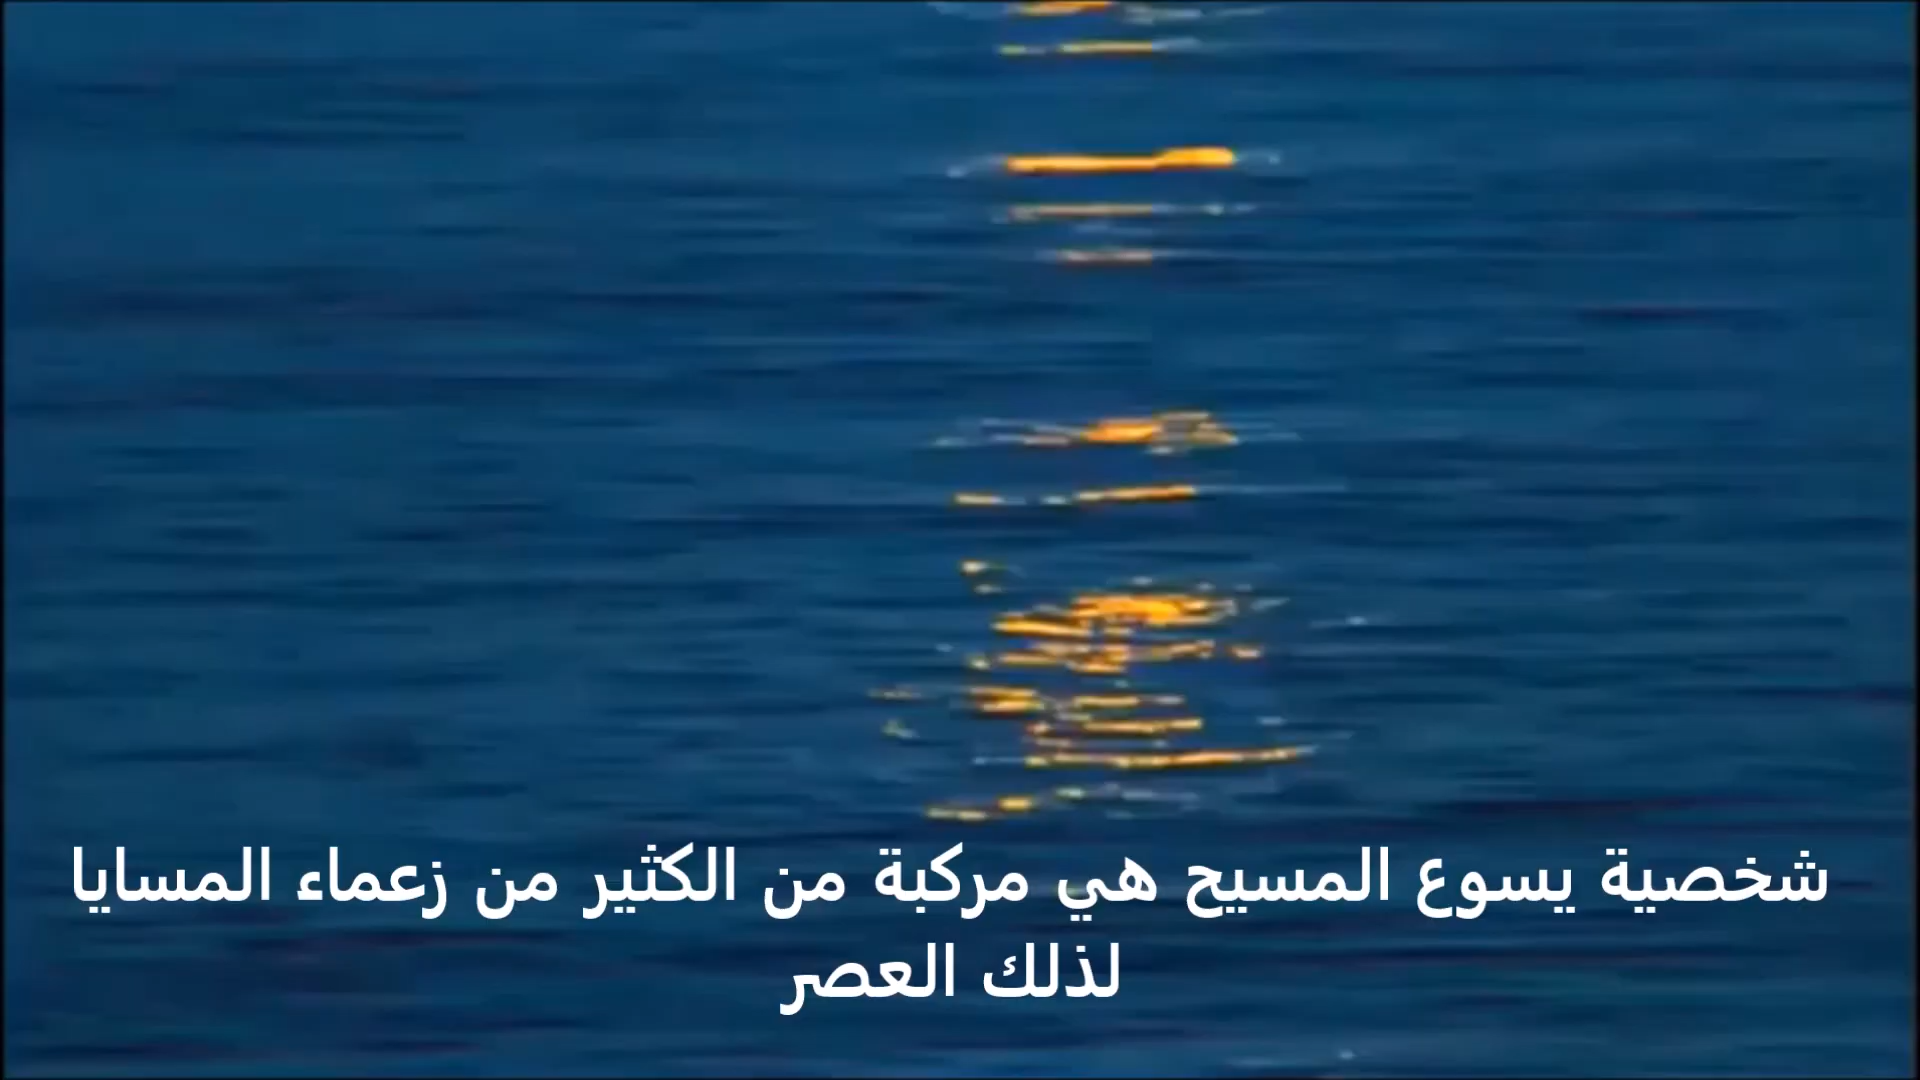 شخصية يسوع المسيح هي مركبة من الكثير من زعماء المسايا
لذلك العصر